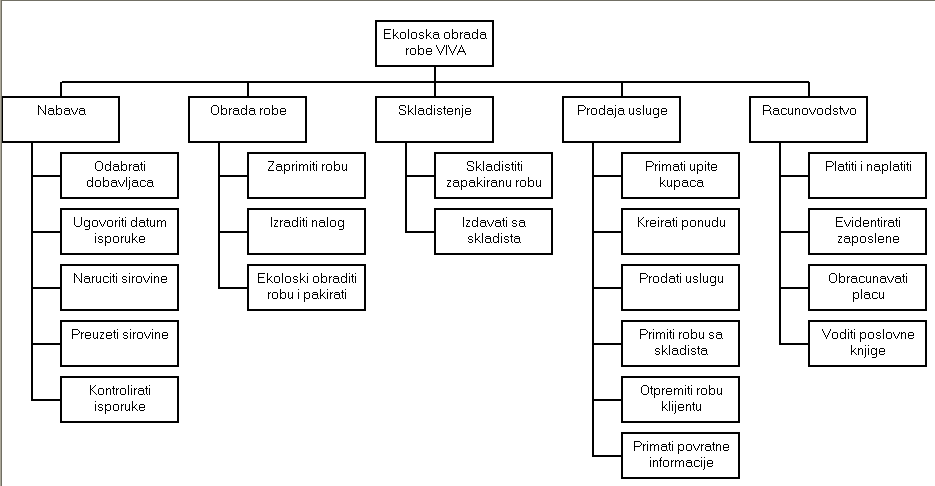 Ekoloska obrada
robe VIVA
Nabava
Odabrati
dobavljaca
Ugovoriti datum
isporuke
Naruciti sirovine
Preuzeti sirovine
Kontrolirati
isporuke
Obrada robe
Zaprimiti robu
Izraditi nalog
Ekoloski obraditi
robu i pakirati
Skladistenje
Skladistiti
zapakiranu robu
Izdavati sa
skladista
Prodaja usluge
Primati upite
kupaca
Kreirati ponudu
Prodati uslugu
Primiti robu sa
skladista
Otpremiti robu
klijentu
Primati povratne
informacije
Racunovodstvo
Platiti i naplatiti
Evidentirati
zaposlene
Obracunavati
placu
Voditi poslovne
knjige